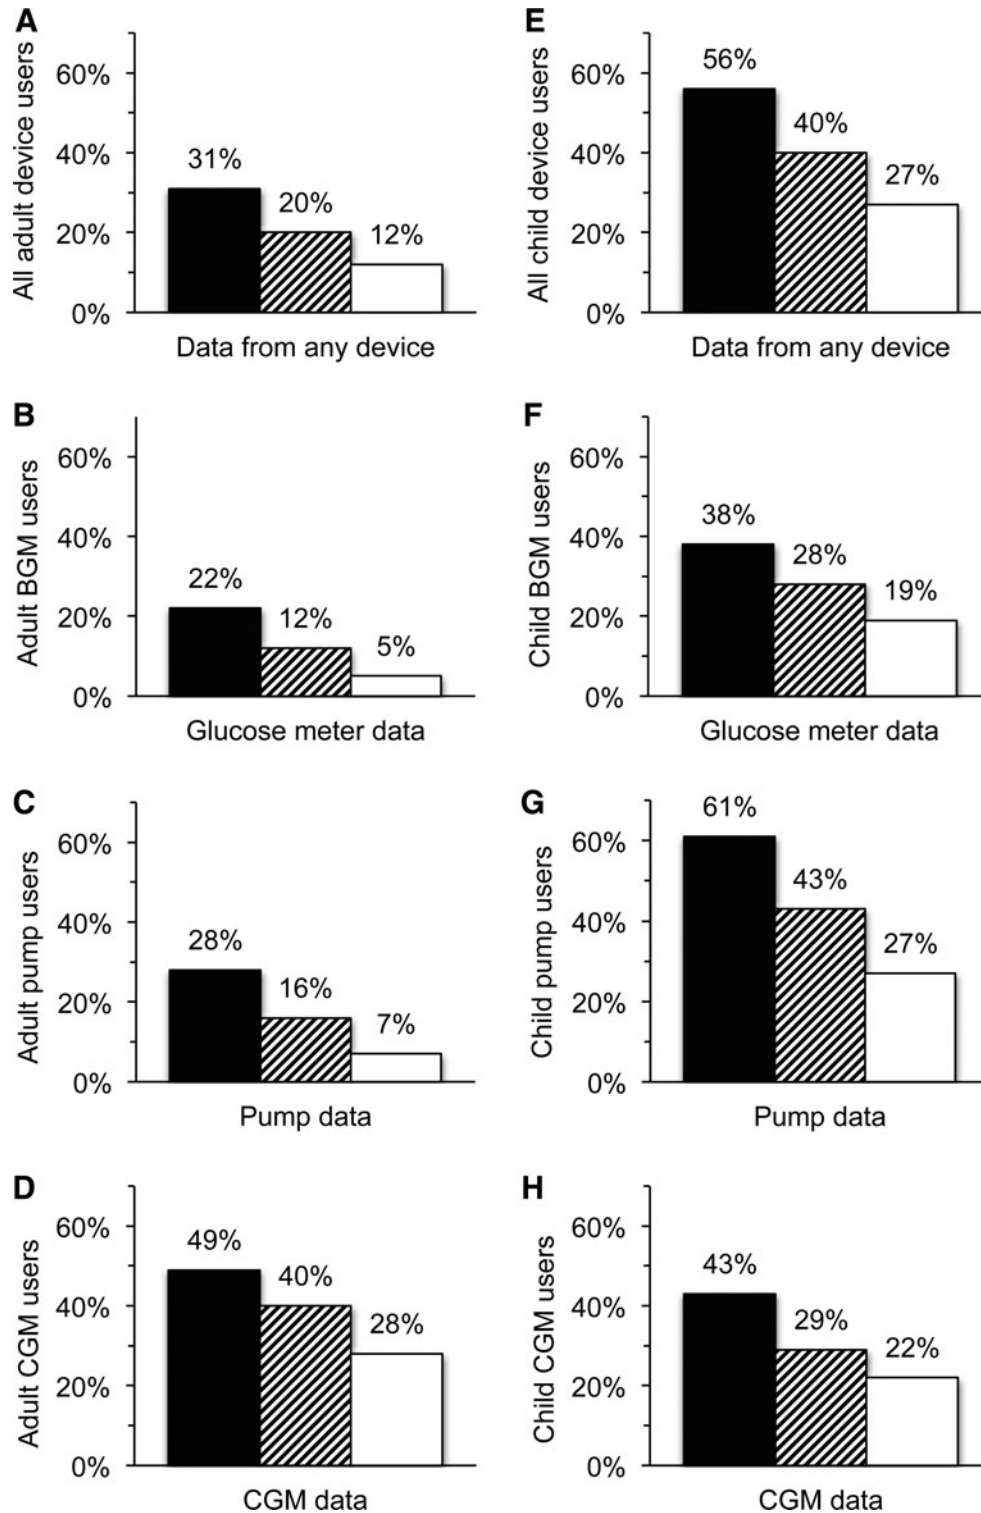 A
All adult device users
60%
40%
20%
0%
31%
20%
12%
Data from any device
E
All child device users
60%
40%
20%
0%
56%
40%
27%
Data from any device
B
Adult BGM users
60%
40%
20%
0%
22%
12%
5%
Glucose meter data
F
Child BGM users
60%
40%
20%
0%
38%
28%
19%
Glucose meter data
C
Adult pump users
60%
40%
20%
0%
28%
16%
7%
Pump data
G
Child pump users
60%
40%
20%
0%
61%
43%
27%
Pump data
D
Adult CGM users
60%
40%
20%
0%
49%
40%
28%
CGM data
H
Child CGM users
60%
40%
20%
0%
43%
29%
22%
CGM data